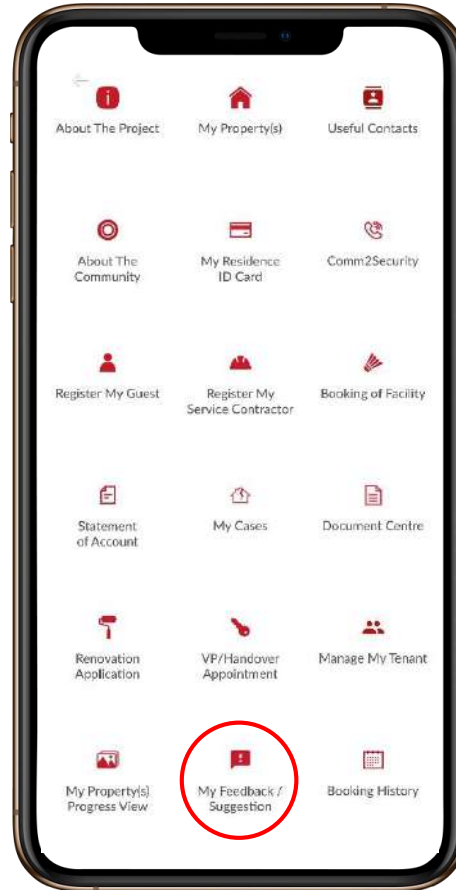 About The Project
My Property(s)
Useful Contacts
About The
Community
My Residence
ID Card
Comm2Security
Register My Guest
Register My
Service Contractor
Booking of Facility
Statement
of Account
My Cases
Document Centre
Renovation
Application
VP/Handover
Appointment
Manage My Tenant
My Property(s)
Progress View
My Feedback /
Suggestion
Booking History